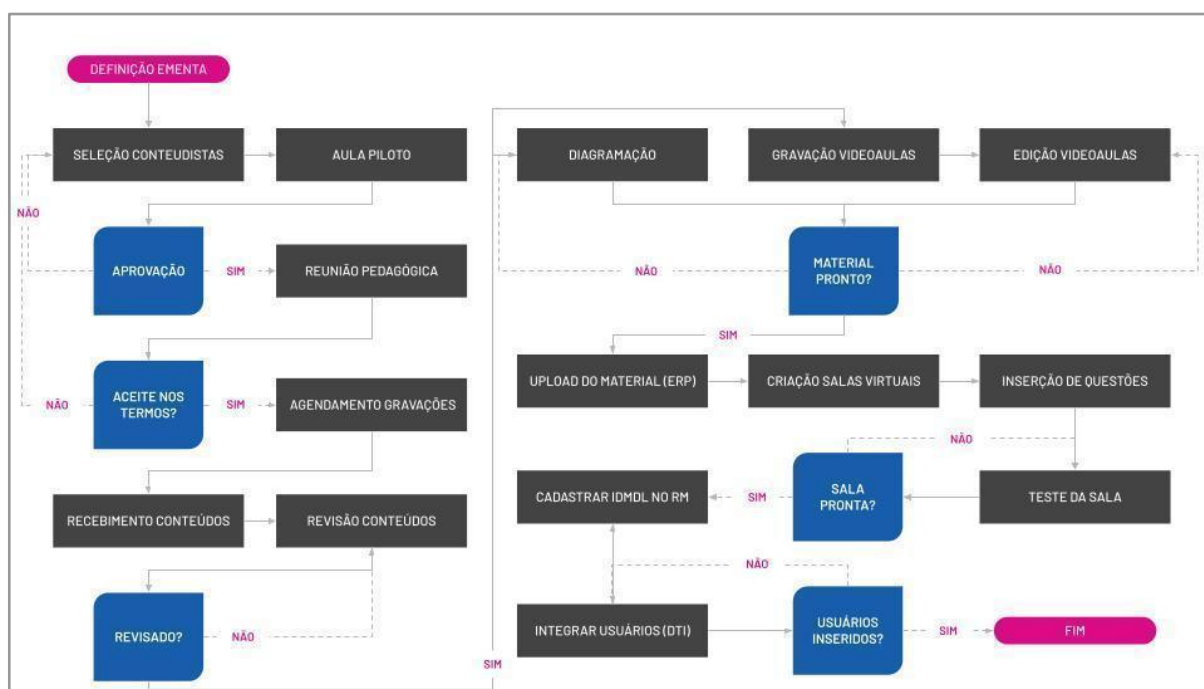 DEFINIÇÃO EMENTA
SELEÇÃO CONTEUDISTAS
AULA PILOTO
NÃO
APROVAÇÃO
SIM
REUNIÃO PEDAGÓGICA
NÃO
ACEITE NOS
TERMOS?
SIM
AGENDAMENTO GRAVAÇÕES
RECEBIMENTO CONTEÚDOS
REVISÃO CONTEÚDOS
REVISADO?
NÃO
SIM
DIAGRAMAÇÃO
GRAVAÇÃO VIDEOAULAS
EDIÇÃO VIDEOAULAS
NÃO
MATERIAL
PRONTO?
NÃO
SIM
UPLOAD DO MATERIAL (ERP)
CRIAÇÃO SALAS VIRTUAIS
INSERÇÃO DE QUESTÕES
NÃO
CADASTRAR IDMDL NO RM
SIM
SALA
PRONTA?
TESTE DA SALA
NÃO
INTEGRAR USUÁRIOS (DTI)
USUÁRIOS
INSERIDOS?
SIM
FIM